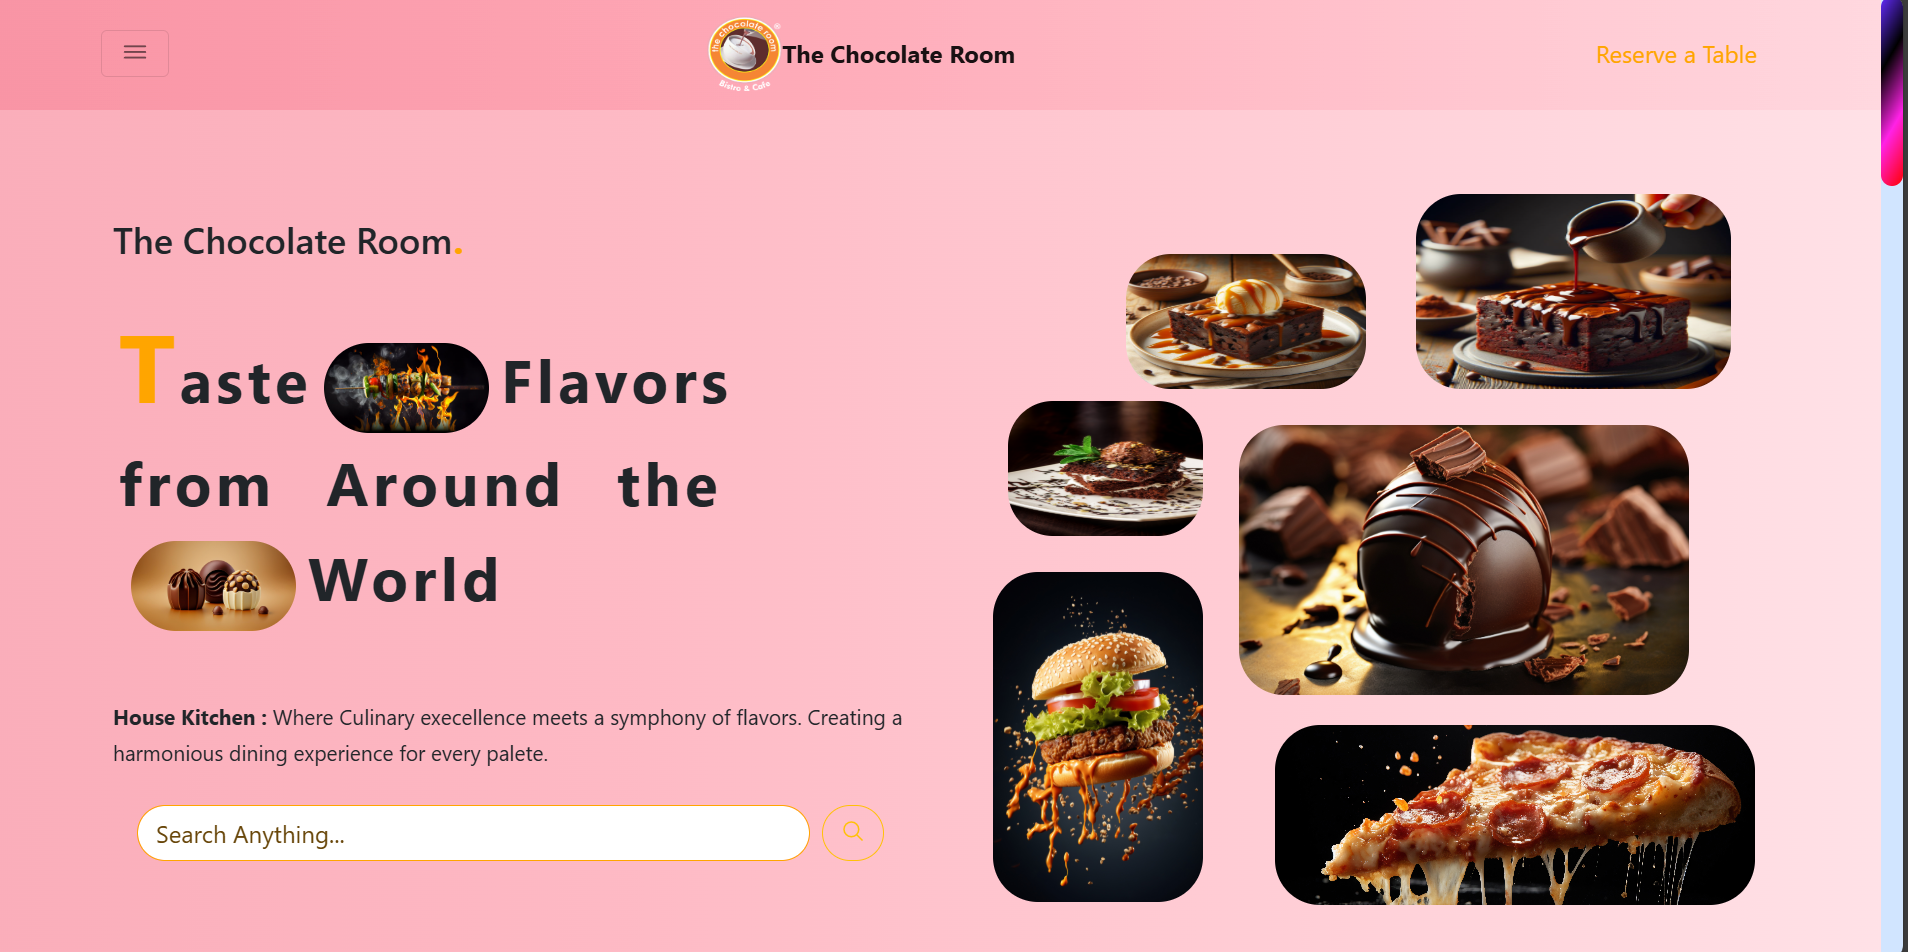 the chocolate room
®
Bistro & Cafe
The Chocolate Room
Reserve a Table
The Chocolate Room.
Taste Flavors
from Around the
World
House Kitchen : Where Culinary execellence meets a symphony of flavors. Creating a
harmonious dining experience for every palete.
Search Anything...